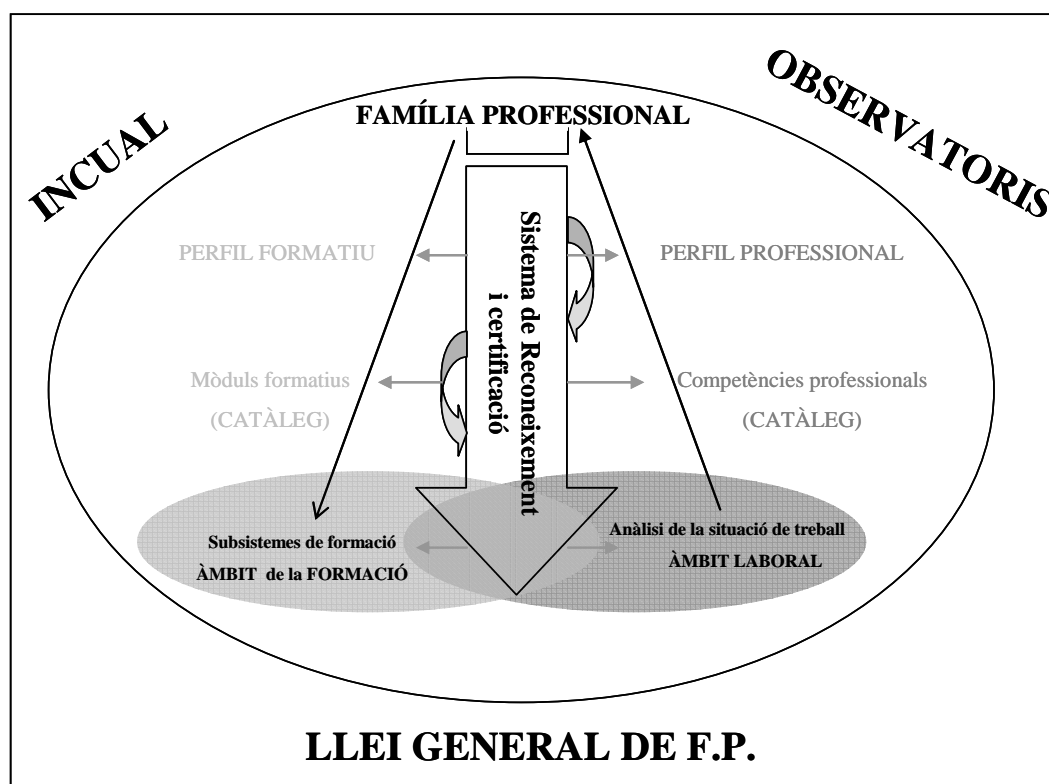 INCUAL
OBSERVATORIS
FAMÍLIA PROFESSIONAL
Sistema de Reconeixement
i certificació
PERFIL FORMATIU
PERFIL PROFESSIONAL
Mòduls formatius
(CATÀLEG)
Competències professionals
(CATÀLEG)
Subsistemes de formació
ÀMBIT de la FORMACIÓ
Anàlisi de la situació de treball
ÀMBIT LABORAL
LLEI GENERAL DE F.P.